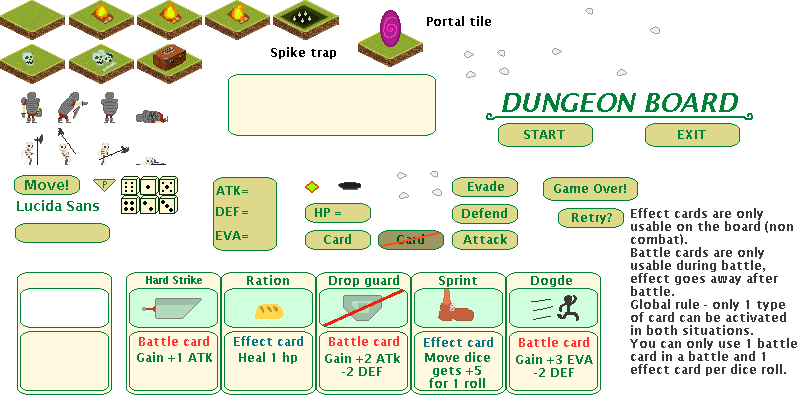 Portal tile
Spike trap
DUNGEON BOARD
START
EXIT
Move!
P
Lucida Sans
ATK=
DEF=
EVA=
HP =
Card
Card
Evade
Defend
Attack
Game Over!
Retry?
Effect cards are only
usable on the board (non
combat).
Battle cards are only
usable during battle,
effect goes away after
battle.
Global rule - only 1 type
of card can be activated
in both situations.
You can only use 1 battle
card in a battle and 1
effect card per dice roll.
Hard Strike
Battle card
Gain +1 ATK
Ration
Effect card
Heal 1 hp
Drop guard
Battle card
Gain +2 ATk
-2 DEF
Sprint
Effect card
Move dice
gets +5
for 1 roll
Dogde
Battle card
Gain +3 EVA
-2 DEF